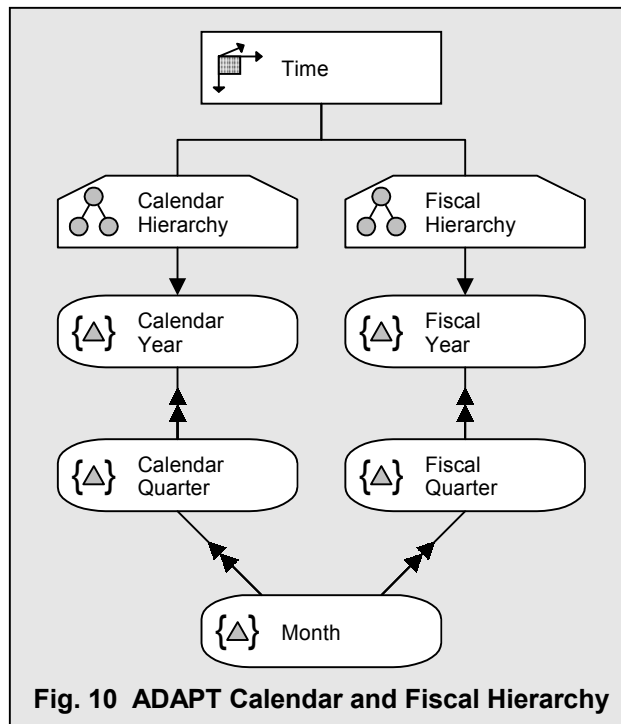 Time
Calendar
Hierarchy
Fiscal
Hierarchy
Calendar
Year
Fiscal
Year
Calendar
Quarter
Fiscal
Quarter
Month
Fig. 10 ADAPT Calendar and Fiscal Hierarchy